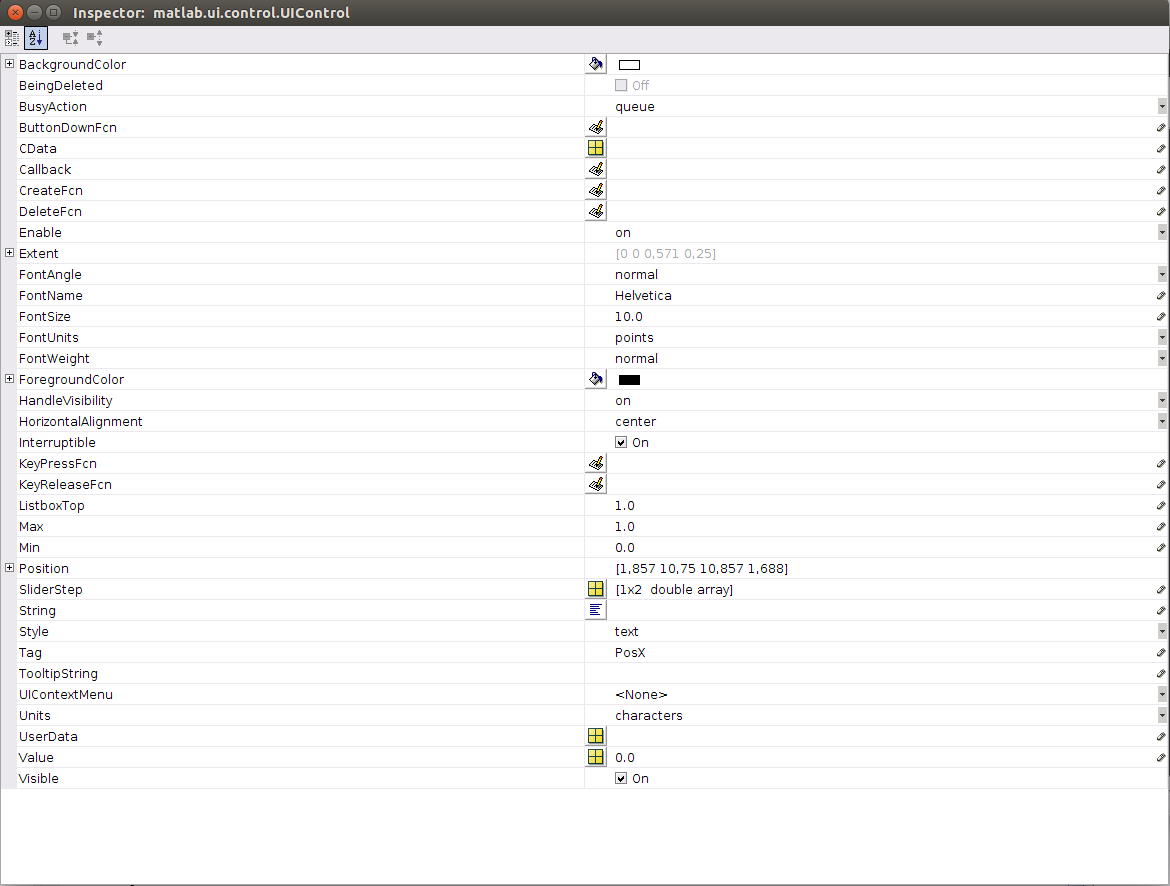 Inspector: matlab.ui.control.UIControl
BackgroundColor
BeingDeleted Off
BusyAction queue
ButtonDownFcn
CData
Callback
CreateFcn
DeleteFcn
Enable on
Extent [0 0 0,571 0,25]
FontAngle normal
FontName Helvetica
FontSize 10.0
FontUnits points
FontWeight normal
ForegroundColor
HandleVisibility on
HorizontalAlignment center
Interruptible On
KeyPressFcn
KeyReleaseFcn
ListboxTop 1.0
Max 1.0
Min 0.0
Position [1,857 10,75 10,857 1,688]
SliderStep [1x2 double array]
String
Style text
Tag PosX
TooltipString
UIContextMenu <None>
Units characters
UserData
Value 0.0
Visible On